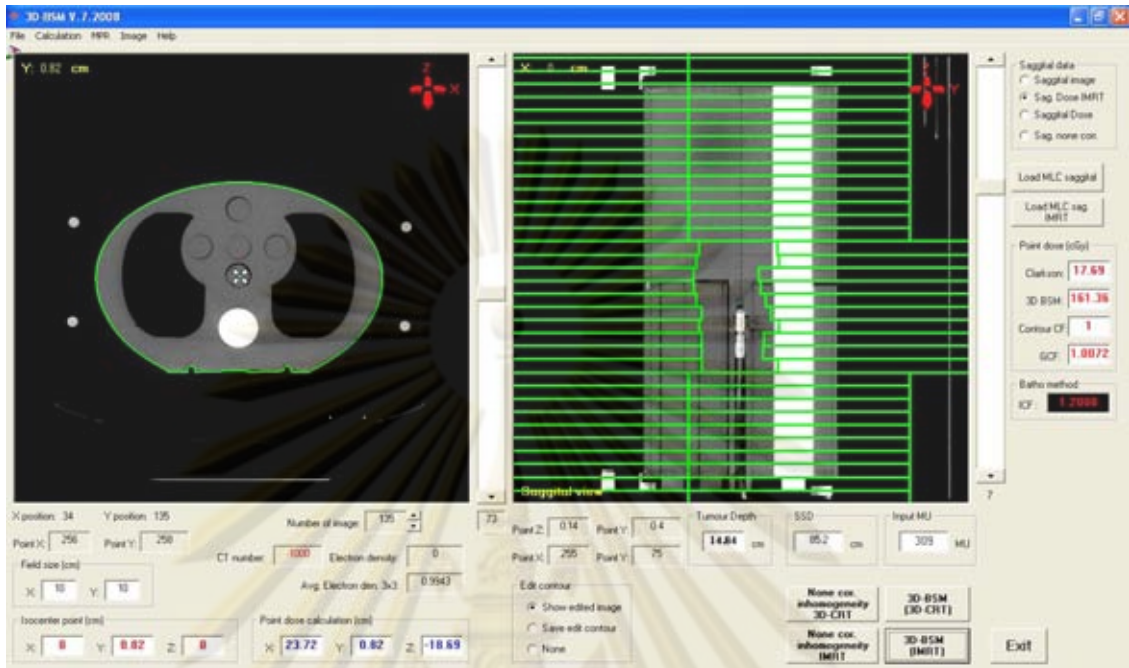 3D-BSM V.7.2008
File Calculation MPR Image Help
Y: 0.82 cm
Z
X
X: 0 cm
Y
Saggital view
Saggital data
Saggital image
Sag. Dose IMRT
Saggital Dose
Sag. none corr.
Load MLC saggital
Load MLC sag. IMRT
Point dose (cGy)
Clarkson: 17.69
3D BSM: 161.36
Contour CF: 1
GCF: 1.0072
Batho method
ICF: 1.2008
7
X position: 34 Y position: 135
Point X: 256 Point Y: 258
Number of image: 135
73
CT number: -1000 Electron density: 0
Avg. Electron den. 3x3: 0.9943
Field size (cm)
X: 10 Y: 10
Isocenter point (cm)
X: 0 Y: 0.82 Z: 0
Point dose calculation (cm)
X: 23.72 Y: 0.82 Z: -18.69
Point Z: 0.14 Point Y: 0.4
Point X: 255 Point Y: 75
Tumour Depth
14.84 cm
SSD
85.2 cm
Input MU
309 MU
Edit contour
Show edited image
Save edit contour
None
None cor. inhomogeneity 3D-CRT
3D-BSM (3D-CRT)
None cor. inhomogeneity IMRT
3D-BSM (IMRT)
Exit